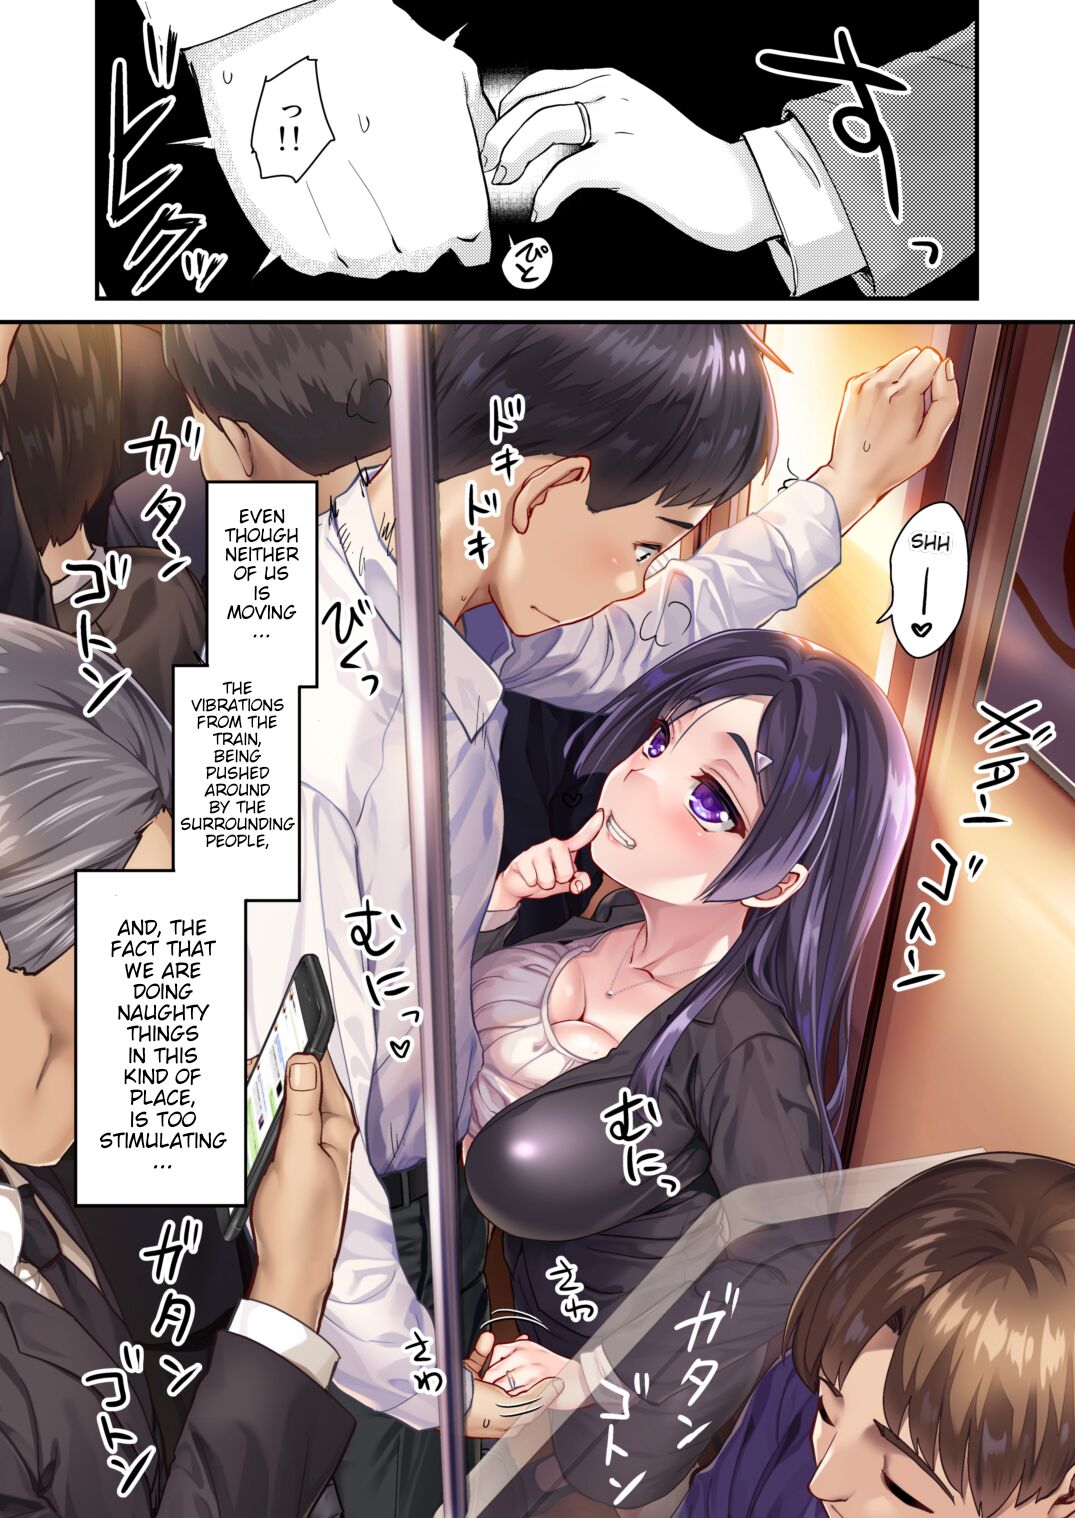 す
っ
っ!!
ぴと
ビクッ
SHH
ー♡
ドキ
ドキ
ガタン
ゴトン
EVEN
THOUGH
NEITHER
OF US
IS
MOVING
...
びくっ
THE
VIBRATIONS
FROM THE
TRAIN,
BEING
PUSHED
AROUND
BY THE
SURROUNDING
PEOPLE,
AND, THE
FACT THAT
WE ARE
DOING
NAUGHTY
THINGS
IN THIS
KIND OF
PLACE,
IS TOO
STIMULATING
...
ガターン
ゴトーン
むにっ♡
むにっ
さわ
さわ
ガタン
ゴトン
ガタン
ゴトン